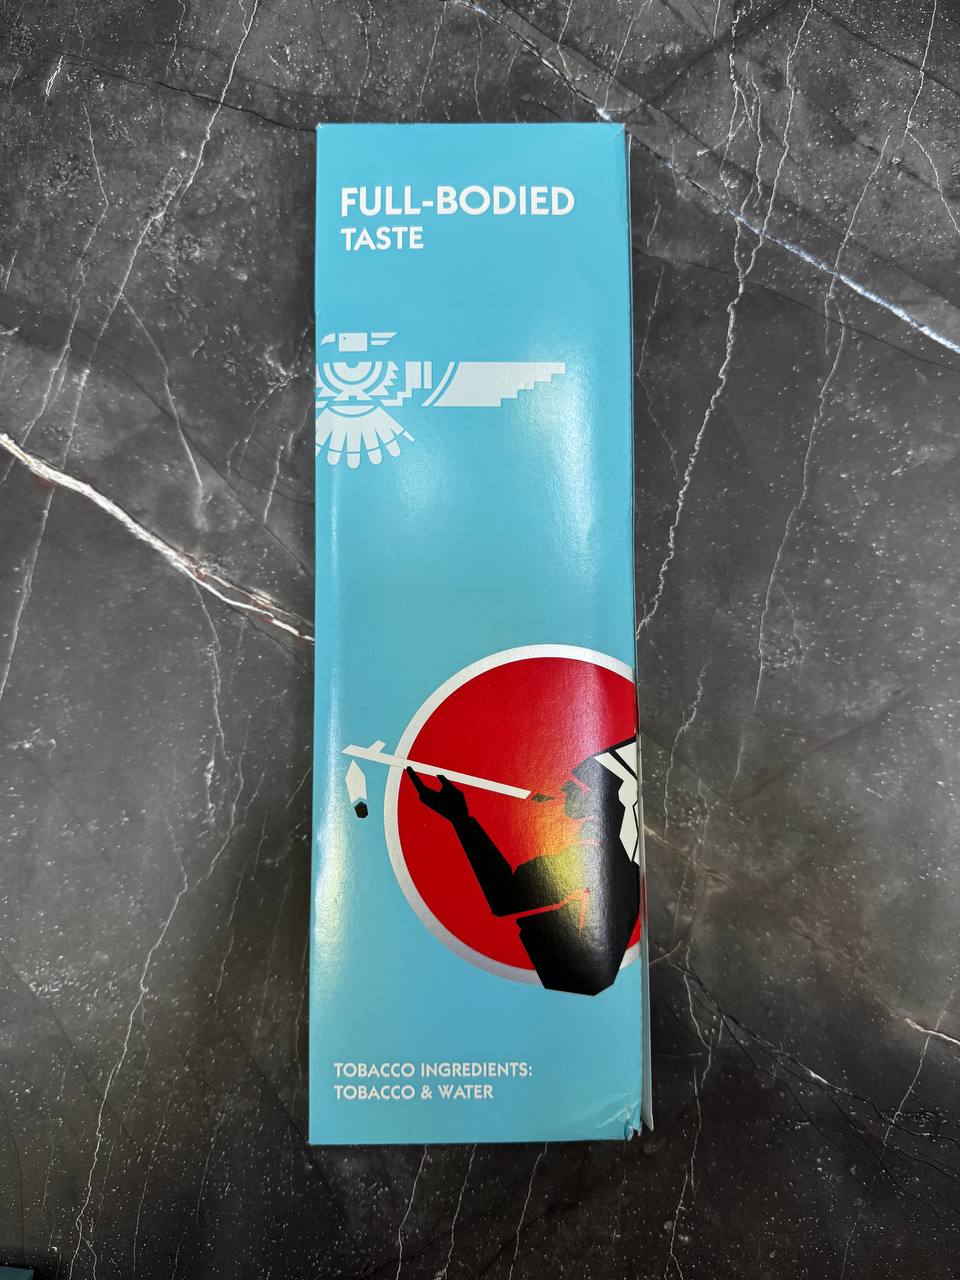 FULL-BODIED
TASTE
TOBACCO INGREDIENTS:
TOBACCO & WATER